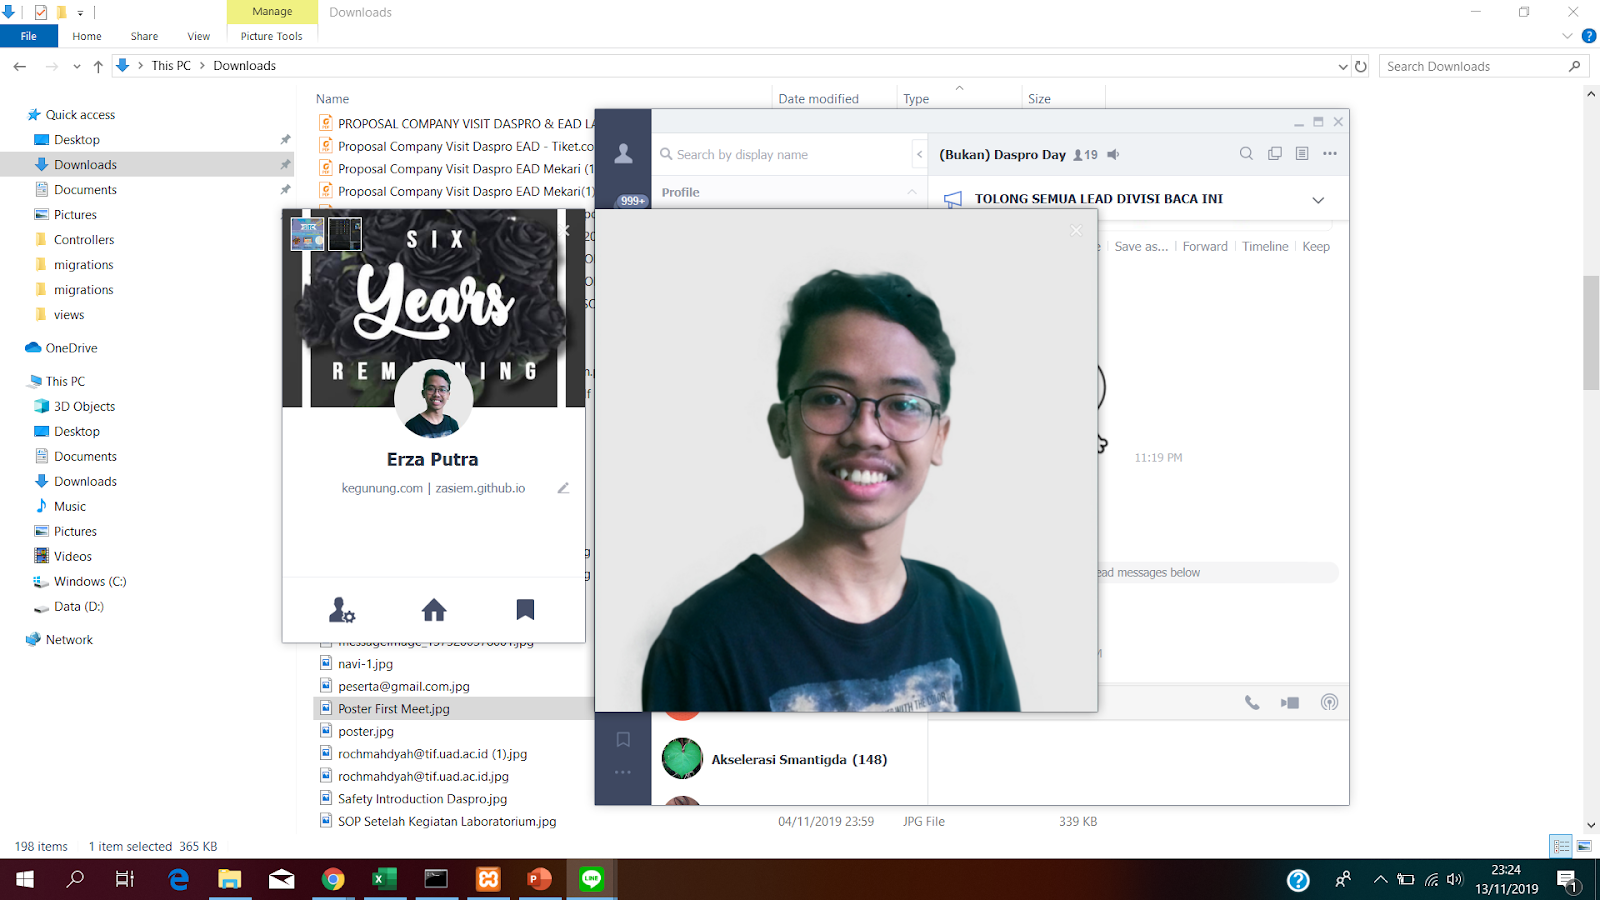 Manage
Downloads
File
Home
Share
View
Picture Tools
This PC
Downloads
Search Downloads
Name
Date modified
Type
Size
Quick access
Desktop
Downloads
Documents
Pictures
Controllers
migrations
migrations
views
OneDrive
This PC
3D Objects
Desktop
Documents
Downloads
Music
Pictures
Videos
Windows (C:)
Data (D:)
Network
PROPOSAL COMPANY VISIT DASPRO & EAD LA
Proposal Company Visit Daspro EAD - Tiket.co
Proposal Company Visit Daspro EAD Mekari (1
Proposal Company Visit Daspro EAD Mekari(1)
SIX
Years
REMAINING
Erza Putra
kegunung.com | zasiem.github.io
navi-1.jpg
peserta@gmail.com.jpg
Poster First Meet.jpg
poster.jpg
rochmahdyah@tif.uad.ac.id (1).jpg
rochmahdyah@tif.uad.ac.id.jpg
Safety Introduction Daspro.jpg
SOP Setelah Kegiatan Laboratorium.jpg
04/11/2019 23:59
JPG File
339 KB
999+
Search by display name
Profile
(Bukan) Daspro Day 19
TOLONG SEMUA LEAD DIVISI BACA INI
Save as...
Forward
Timeline
Keep
11:19 PM
ead messages below
WITH THE COLO
Akselerasi Smantigda (148)
198 items
1 item selected 365 KB
LINE
23:24
13/11/2019
1